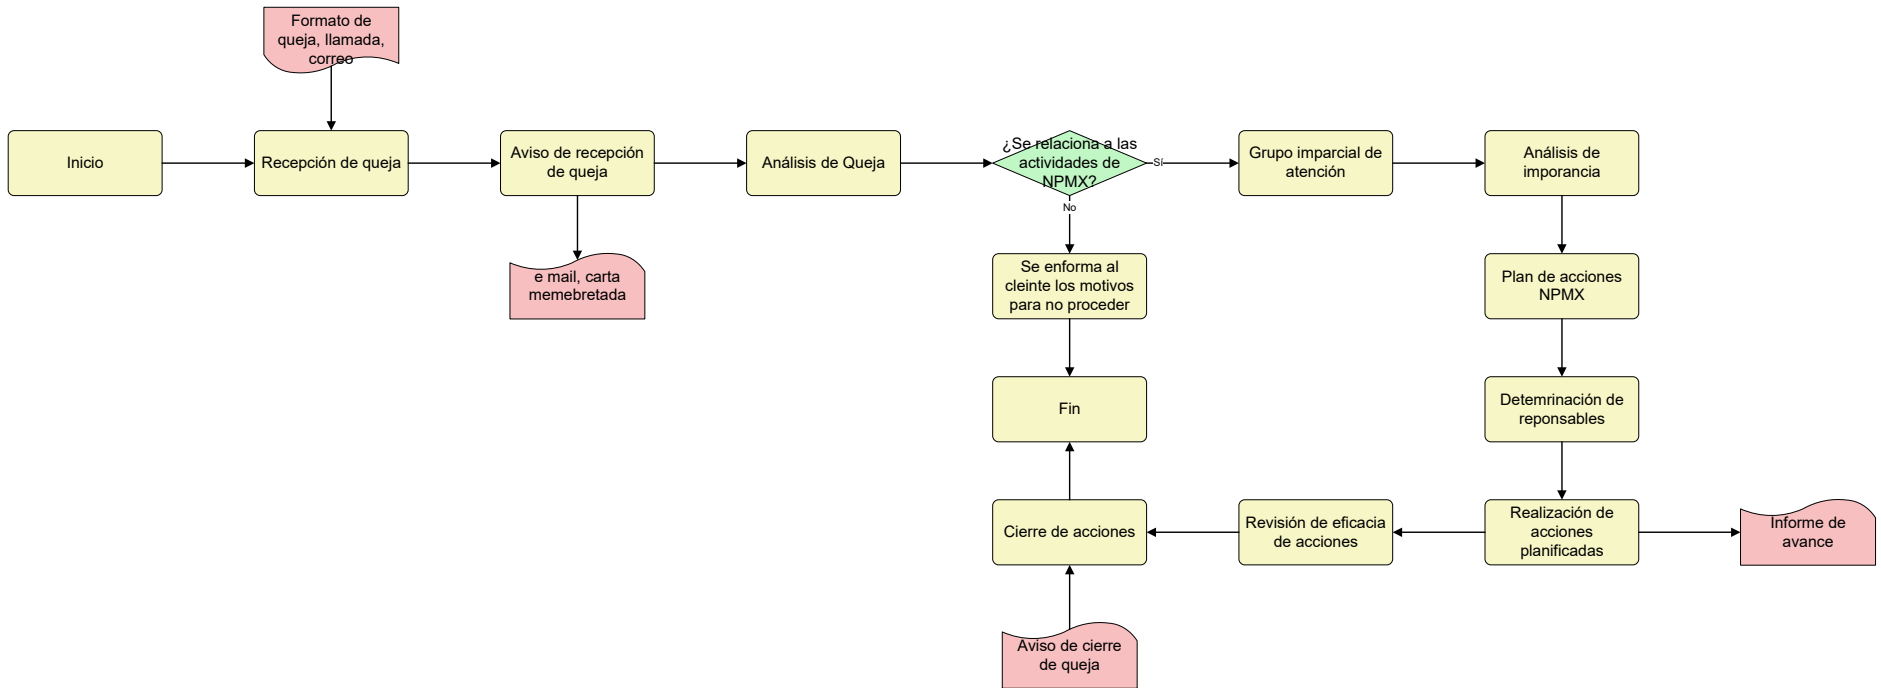 Formato de
queja, llamada,
correo
Inicio
Recepción de queja
Aviso de recepción
de queja
Análisis de Queja
¿Se relaciona a las
actividades de
NPMX?
Sí
Grupo imparcial de
atención
Análisis de
imporancia
No
e mail, carta
memebretada
Se enforma al
cleinte los motivos
para no proceder
Plan de acciones
NPMX
Fin
Detemrinación de
reponsables
Cierre de acciones
Revisión de eficacia
de acciones
Realización de
acciones
planificadas
Informe de
avance
Aviso de cierre
de queja